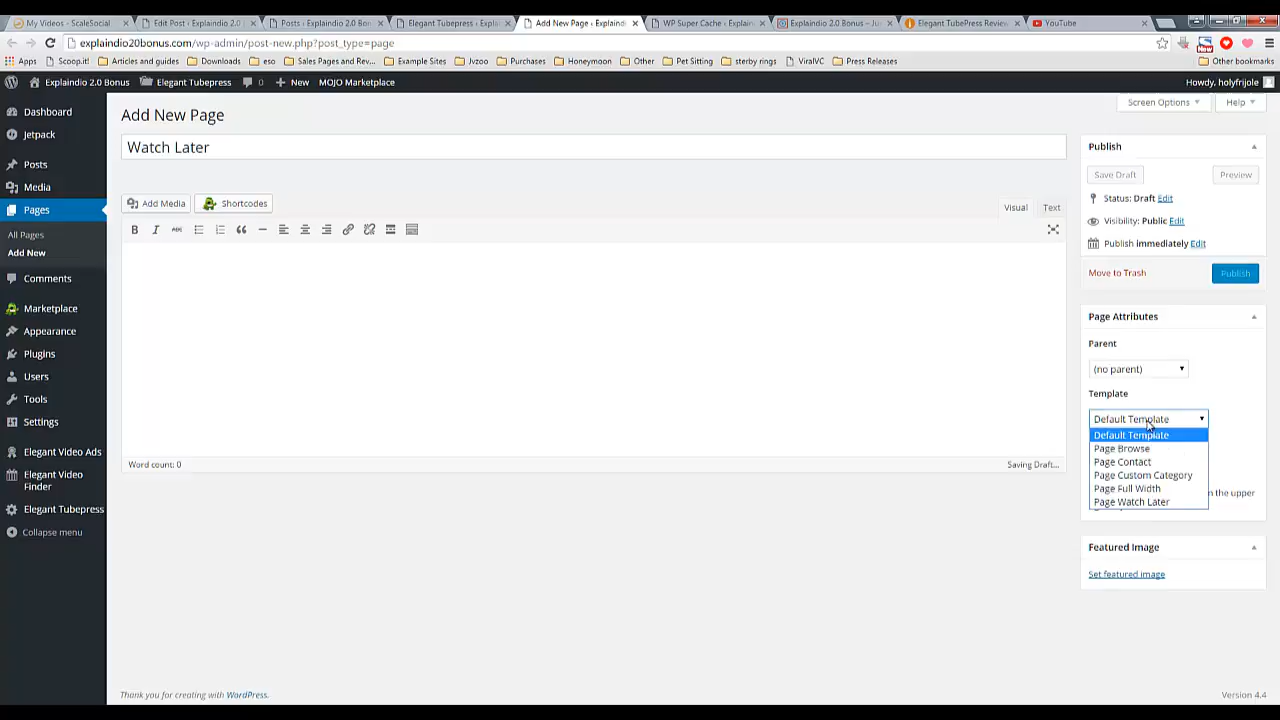 My Videos - ScaleSocial
Edit Post ‹ Explaindio 2.0
Posts ‹ Explaindio 2.0 Bon
Elegant Tubepress ‹ Expla
Add New Page ‹ Explaindi
WP Super Cache ‹ Explain
Explaindio 2.0 Bonus – Ju
Elegant TubePress Review
YouTube
explaindio20bonus.com/wp-admin/post-new.php?post_type=page
Apps
Scoop.it!
Articles and guides
Downloads
eso
Sales Pages and Rev...
Jvzoo
Purchases
Honeymoon
Other
Example Sites
Pet Sitting
sterby rings
ViralVC
Press Releases
Other bookmarks
Explaindio 2.0 Bonus
Elegant Tubepress
0
New
MOJO Marketplace
Howdy, holyfrijole
Dashboard
Jetpack
Posts
Media
Pages
All Pages
Add New
Comments
Marketplace
Appearance
Plugins
Users
Tools
Settings
Elegant Video Ads
Elegant Video
Finder
Elegant Tubepress
Collapse menu
Screen Options
Help
Add New Page
Watch Later
Add Media
Shortcodes
Visual
Text
B I ABC
Word count: 0
Saving Draft...
Publish
Save Draft
Preview
Status: Draft Edit
Visibility: Public Edit
Publish immediately Edit
Move to Trash
Publish
Page Attributes
Parent
(no parent)
Template
Default Template
Default Template
Page Browse
Page Contact
Page Custom Category
Page Full Width
Page Watch Later
n the upper
Featured Image
Set featured image
Thank you for creating with WordPress.
Version 4.4